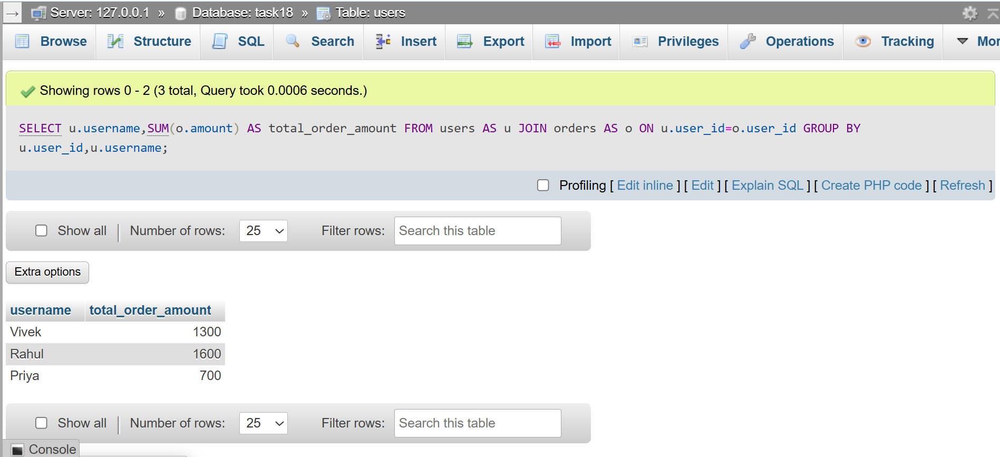 → Server: 127.0.0.1 » Database: task18 » Table: users
Browse Structure SQL Search Insert Export Import Privileges Operations Tracking Mor
Showing rows 0 - 2 (3 total, Query took 0.0006 seconds.)
SELECT u.username,SUM(o.amount) AS total_order_amount FROM users AS u JOIN orders AS o ON u.user_id=o.user_id GROUP BY
u.user_id,u.username;
Profiling [ Edit inline ] [ Edit ] [ Explain SQL ] [ Create PHP code ] [ Refresh ]
Show all | Number of rows: 25 Filter rows: Search this table
Extra options
username total_order_amount
Vivek 1300
Rahul 1600
Priya 700
Show all | Number of rows: 25 Filter rows: Search this table
Console